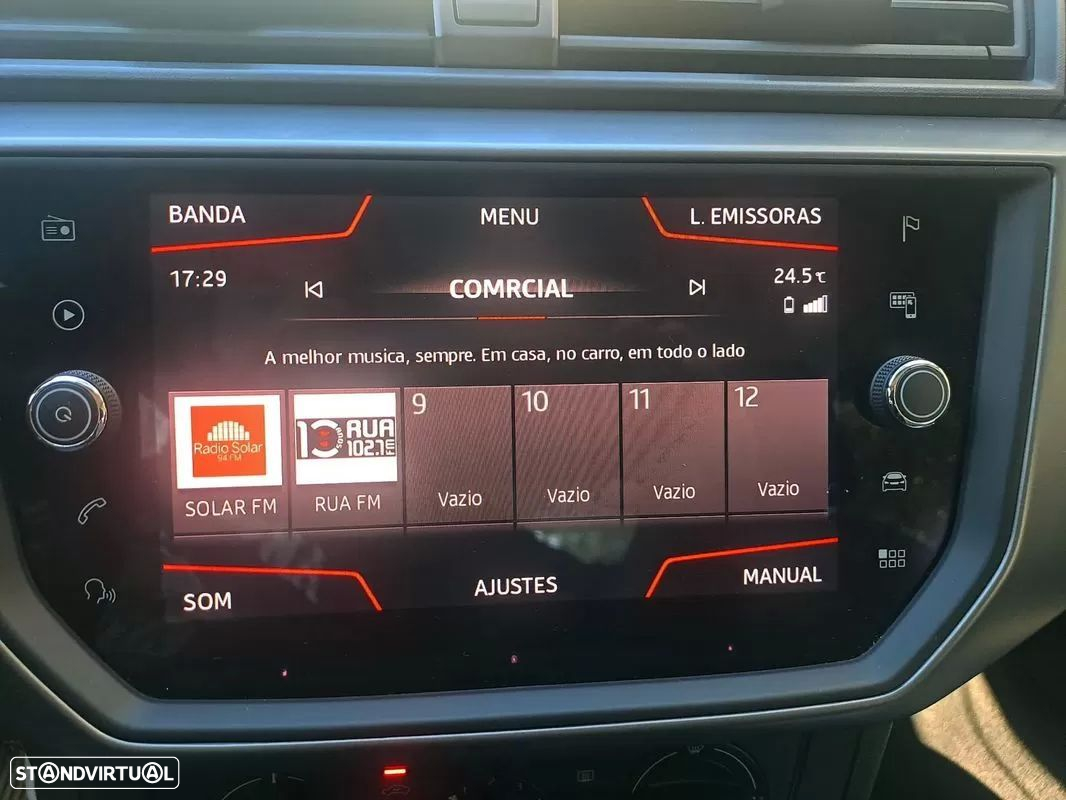 BANDA
MENU
L. EMISSORAS
17:29
COMRCIAL
24.5℃
A melhor musica, sempre. Em casa, no carro, em todo o lado
9
10
11
12
Radio Solar
94 FM
RUA
102.7 FM
SOLAR FM
RUA FM
Vazio
Vazio
Vazio
Vazio
SOM
AJUSTES
MANUAL
STANDVIRTUAL